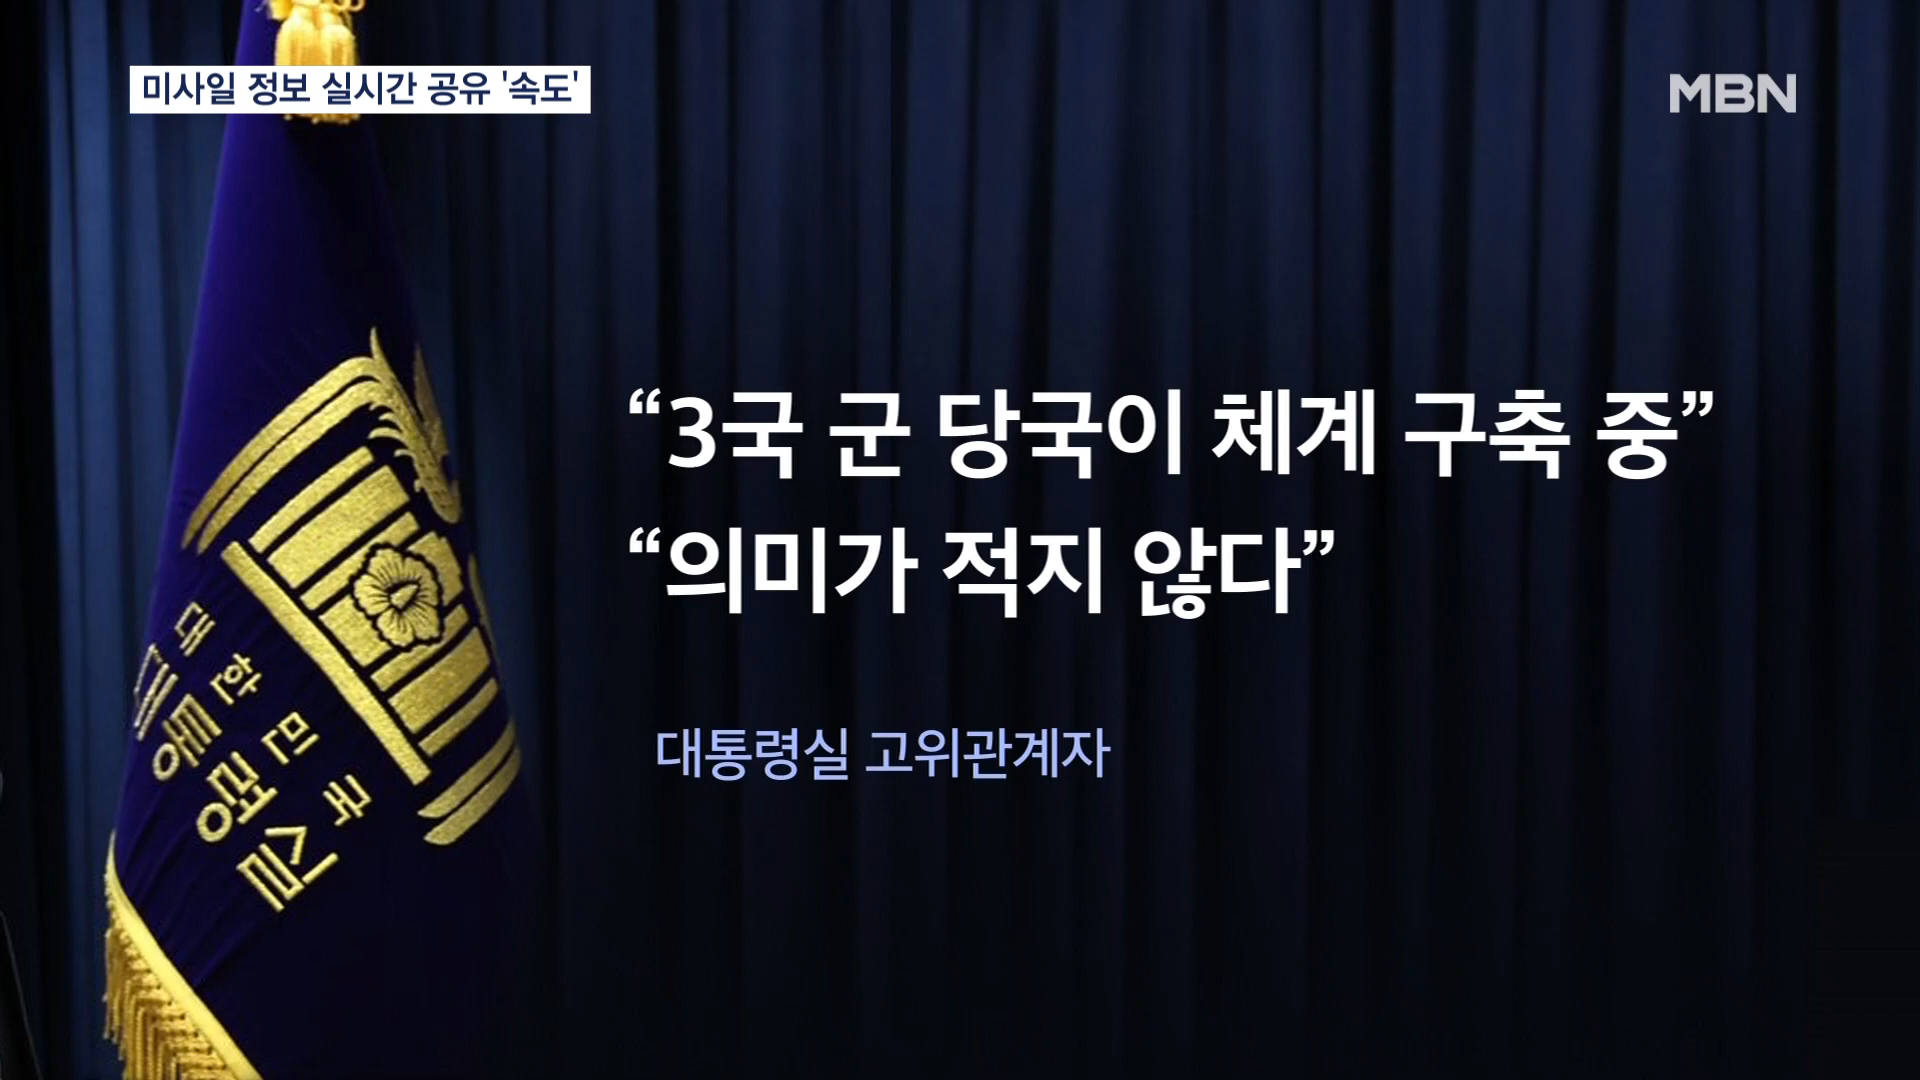 미사일 정보 실시간 공유 '속도'
MBN
“3국 군 당국이 체계 구축 중”
“의미가 적지 않다”
대통령실 고위관계자
대한민국
대통령실